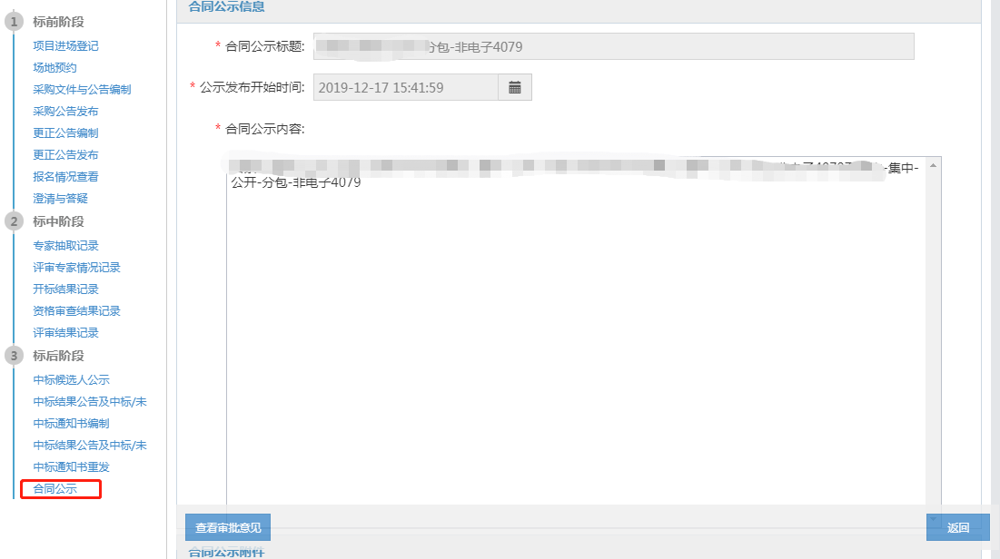 1 标前阶段
项目进场登记
场地预约
采购文件与公告编制
采购公告发布
更正公告编制
更正公告发布
报名情况查看
澄清与答疑
2 标中阶段
专家抽取记录
评审专家情况记录
开标结果记录
资格审查结果记录
评审结果记录
3 标后阶段
中标候选人公示
中标结果公告及中标/未
中标通知书编制
中标结果公告及中标/未
中标通知书重发
合同公示
合同公示信息
* 合同公示标题: 分包-非电子4079
* 公示发布开始时间: 2019-12-17 15:41:59
* 合同公示内容:
-集中-
公开-分包-非电子4079
查看审批意见 返回
合同公示附件